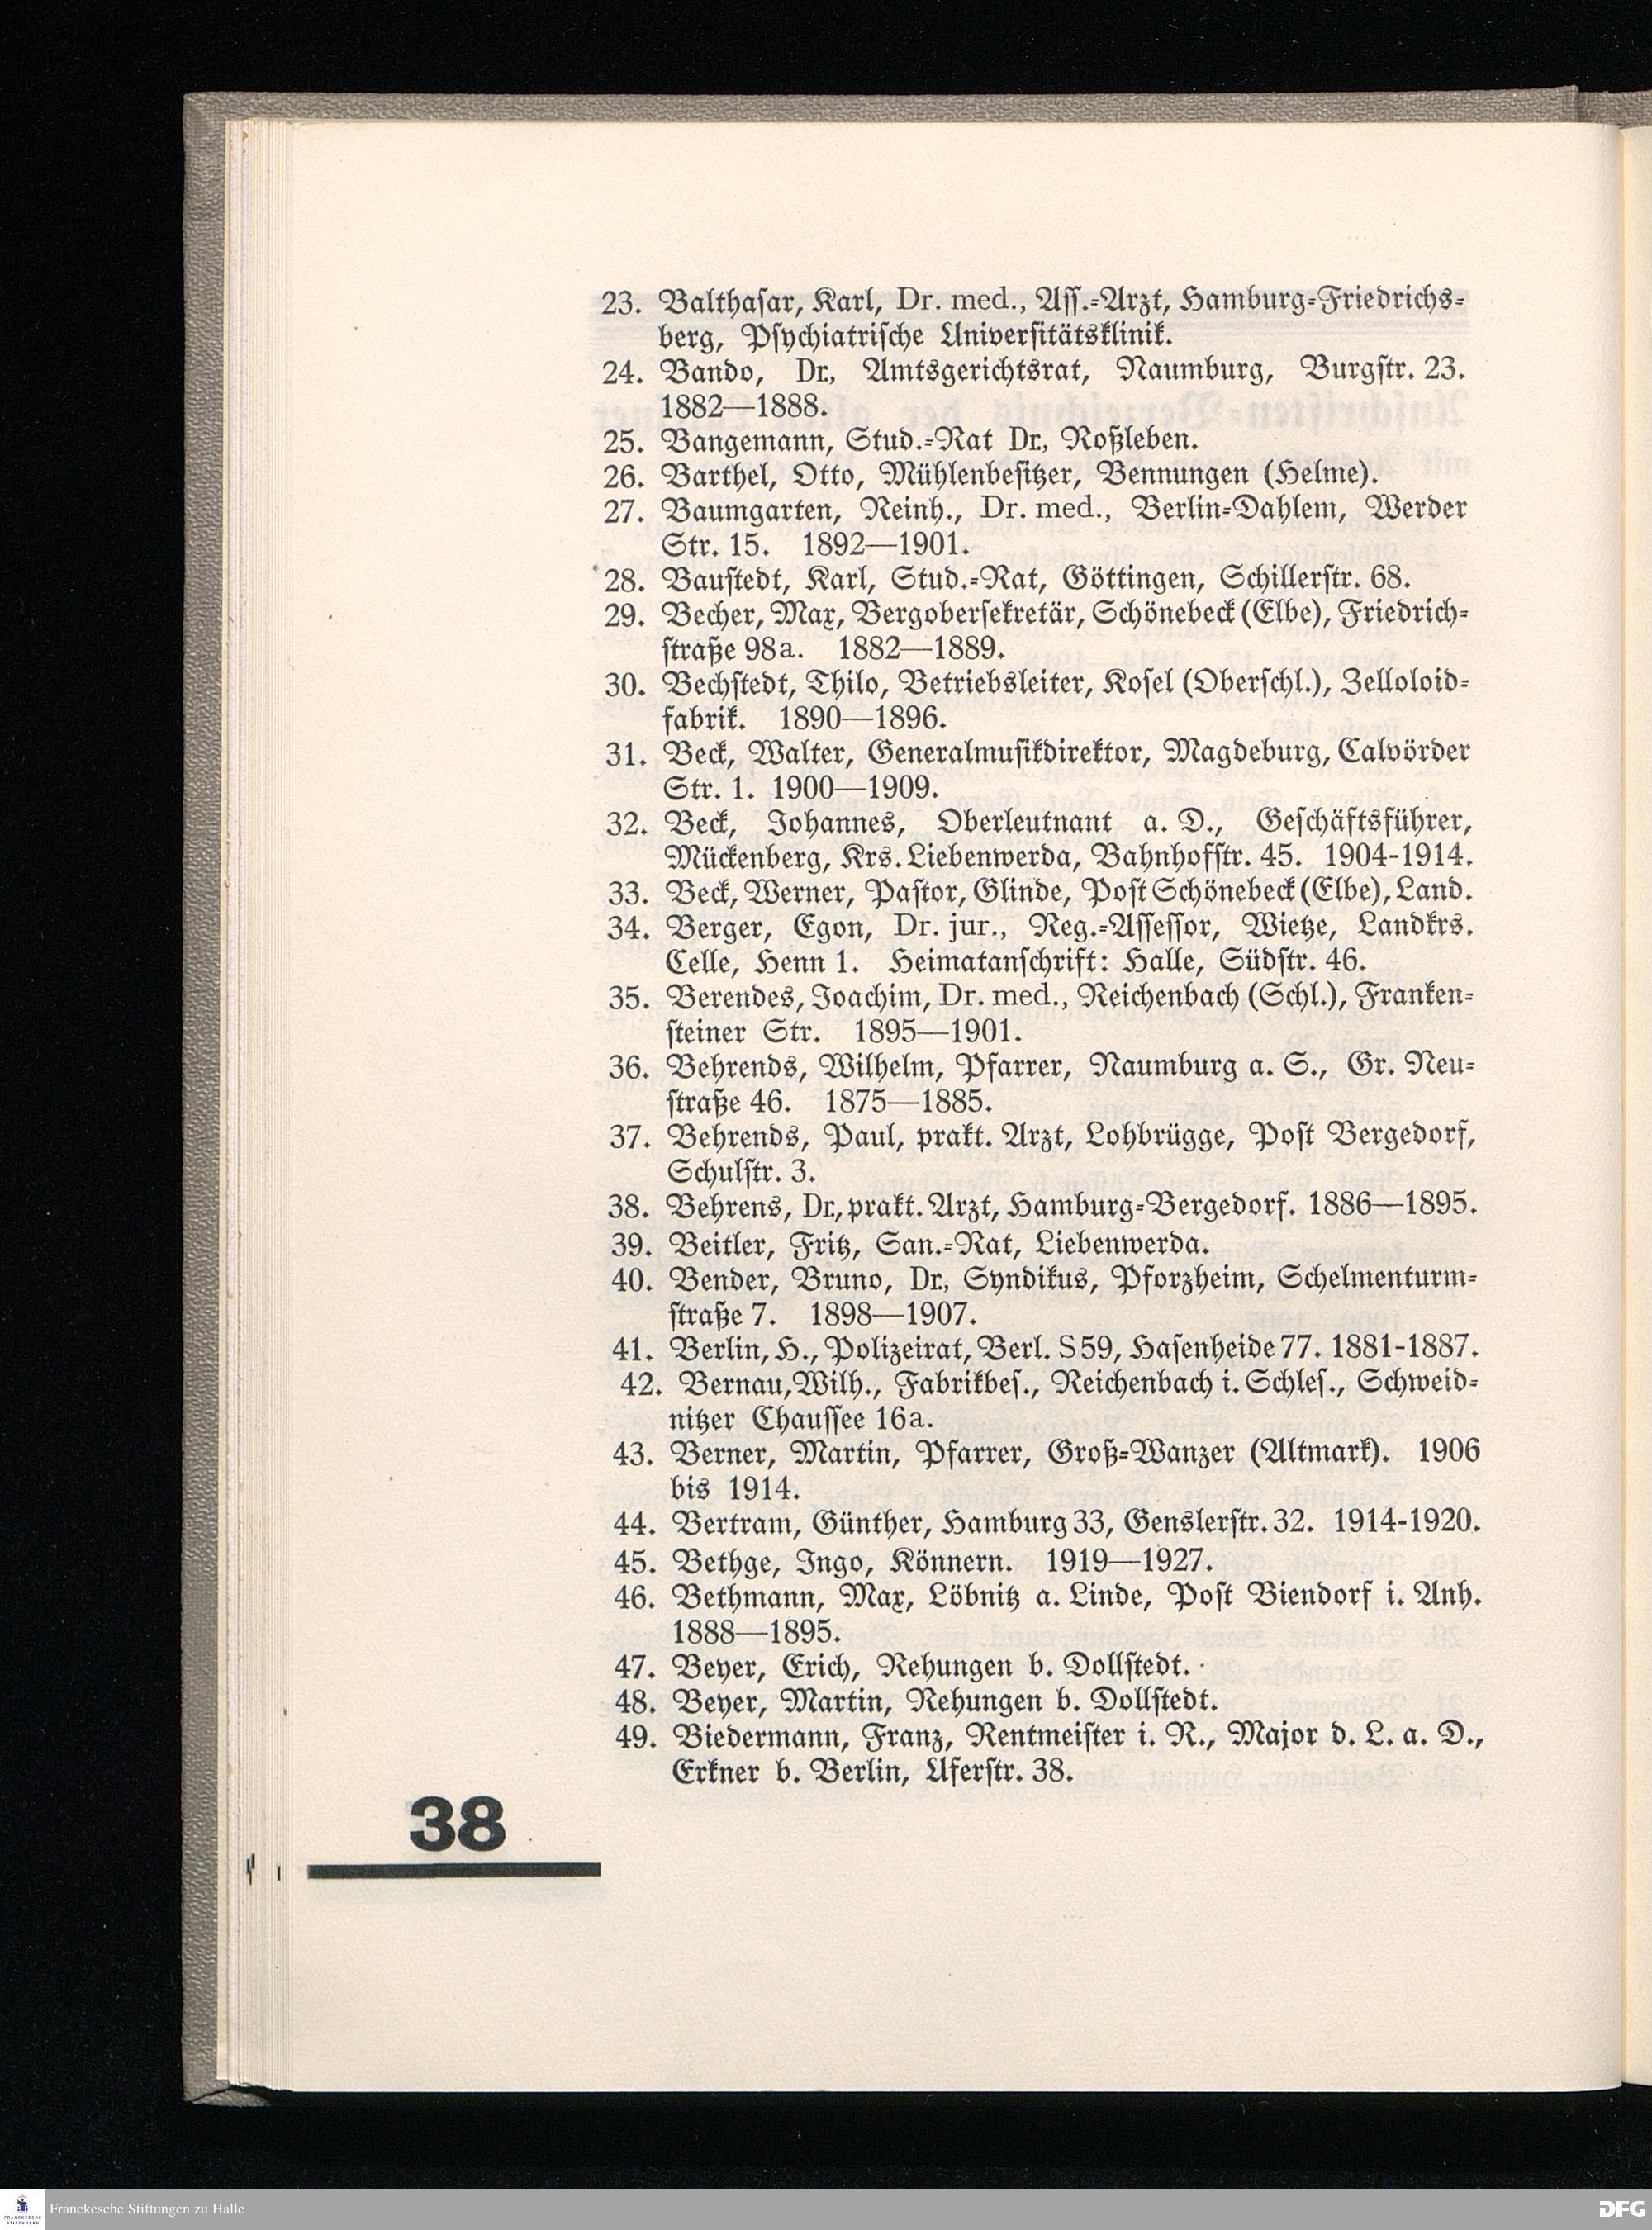 23. Balthasar, Karl, Dr. med., Ass.-Arzt, Hamburg-Friedrichs-
berg, Psychiatrische Universitätsklinik.
24. Bando, Dr., Amtsgerichtsrat, Naumburg, Burgstr. 23.
1882—1888.
25. Bangemann, Stud.-Rat Dr., Roßleben.
26. Barthel, Otto, Mühlenbesitzer, Bennungen (Helme).
27. Baumgarten, Reinh., Dr. med., Berlin-Dahlem, Werder
Str. 15. 1892—1901.
28. Baustedt, Karl, Stud.-Rat, Göttingen, Schillerstr. 68.
29. Becher, Max, Bergobersekretär, Schönebeck (Elbe), Friedrich-
straße 98a. 1882—1889.
30. Bechstedt, Thilo, Betriebsleiter, Kosel (Oberschl.), Zelloloid-
fabrik. 1890—1896.
31. Beck, Walter, Generalmusikdirektor, Magdeburg, Calvörder
Str. 1. 1900—1909.
32. Beck, Johannes, Oberleutnant a. D., Geschäftsführer,
Mückenberg, Krs. Liebenwerda, Bahnhofstr. 45. 1904-1914.
33. Beck, Werner, Pastor, Glinde, Post Schönebeck (Elbe), Land.
34. Berger, Egon, Dr. jur., Reg.-Assessor, Wietze, Landkrs.
Celle, Henn 1. Heimatanschrift: Halle, Südstr. 46.
35. Berendes, Joachim, Dr. med., Reichenbach (Schl.), Franken-
steiner Str. 1895—1901.
36. Behrends, Wilhelm, Pfarrer, Naumburg a. S., Gr. Neu-
straße 46. 1875—1885.
37. Behrends, Paul, prakt. Arzt, Lohbrügge, Post Bergedorf,
Schulstr. 3.
38. Behrens, Dr., prakt. Arzt, Hamburg-Bergedorf. 1886—1895.
39. Beitler, Fritz, San.-Rat, Liebenwerda.
40. Bender, Bruno, Dr., Syndikus, Pforzheim, Schelmenturm-
straße 7. 1898—1907.
41. Berlin, H., Polizeirat, Berl. S 59, Hasenheide 77. 1881-1887.
42. Bernau, Wilh., Fabrikbes., Reichenbach i. Schles., Schweid-
nitzer Chaussee 16a.
43. Berner, Martin, Pfarrer, Groß-Wanzer (Altmark). 1906
bis 1914.
44. Bertram, Günther, Hamburg 33, Genslerstr. 32. 1914-1920.
45. Bethge, Ingo, Könnern. 1919—1927.
46. Bethmann, Max, Löbnitz a. Linde, Post Biendorf i. Anh.
1888—1895.
47. Beyer, Erich, Rehungen b. Dollstedt.
48. Beyer, Martin, Rehungen b. Dollstedt.
49. Biedermann, Franz, Rentmeister i. R., Major d. L. a. D.,
Erkner b. Berlin, Uferstr. 38.
38
Franckesche Stiftungen zu Halle
FRANCKESCHE
STIFTUNGEN
DFG